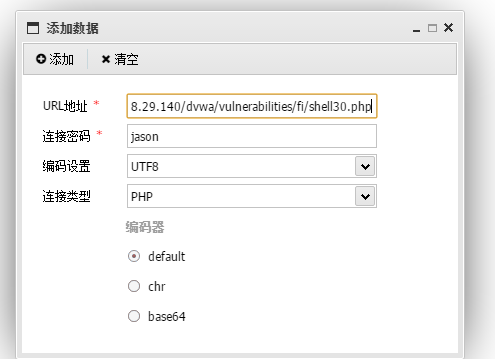 添加数据
添加 清空
URL地址 * 8.29.140/dvwa/vulnerabilities/fi/shell30.php
连接密码 * jason
编码设置 UTF8
连接类型 PHP
编码器
default
chr
base64